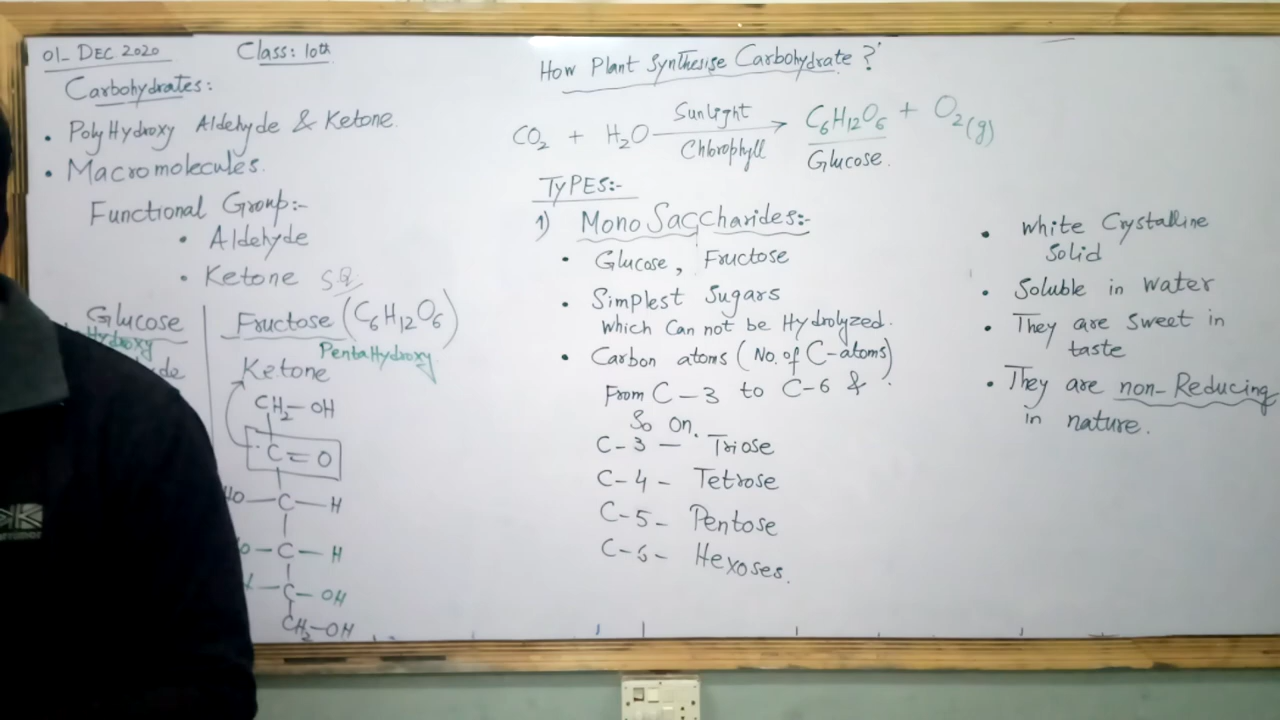 01- DEC 2020 Class: 10th
Carbohydrates:
• Poly Hydroxy Aldehyde & Ketone
• Macromolecules.
Functional Group:-
• Aldehyde
• Ketone
Glucose
Hydroxy
Fructose (C6H12O6)
PentaHydroxy
Ketone
CH2–OH
C=O
–C–H
–C–H
–C–OH
CH2–OH
How Plant Synthesise Carbohydrate?
CO2 + H2O Sunlight Chlorophyll → C6H12O6 + O2(g)
Glucose.
TYPES:-
1) Mono Saccharides:-
• Glucose, Fructose
• Simplest Sugars
which Can not be Hydrolyzed.
• Carbon atoms (No. of C-atoms)
From C-3 to C-6 &
So On.
C-3 – Triose
C-4 – Tetrose
C-5 – Pentose
C-6 – Hexoses.
• White Crystalline
Solid
• Soluble in Water
• They are Sweet in
taste
• They are non-Reducing
in nature.